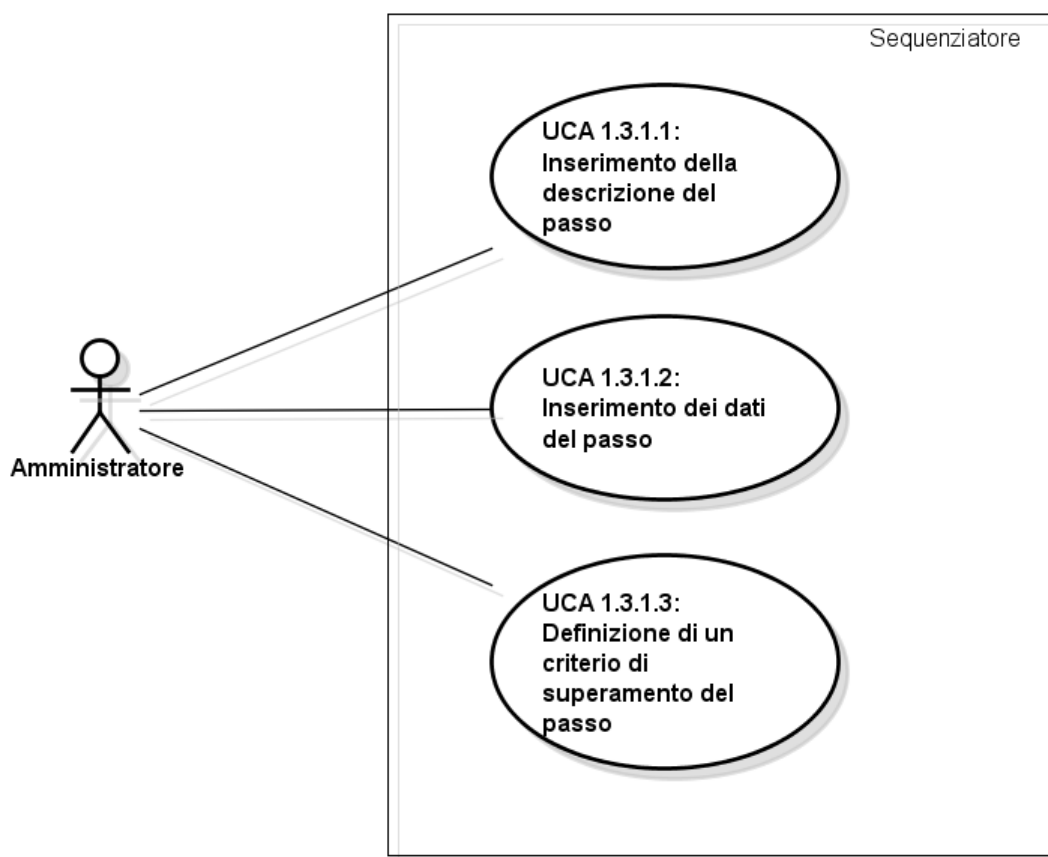 Sequenziatore
UCA 1.3.1.1:
Inserimento della
descrizione del
passo
UCA 1.3.1.2:
Inserimento dei dati
del passo
Amministratore
UCA 1.3.1.3:
Definizione di un
criterio di
superamento del
passo